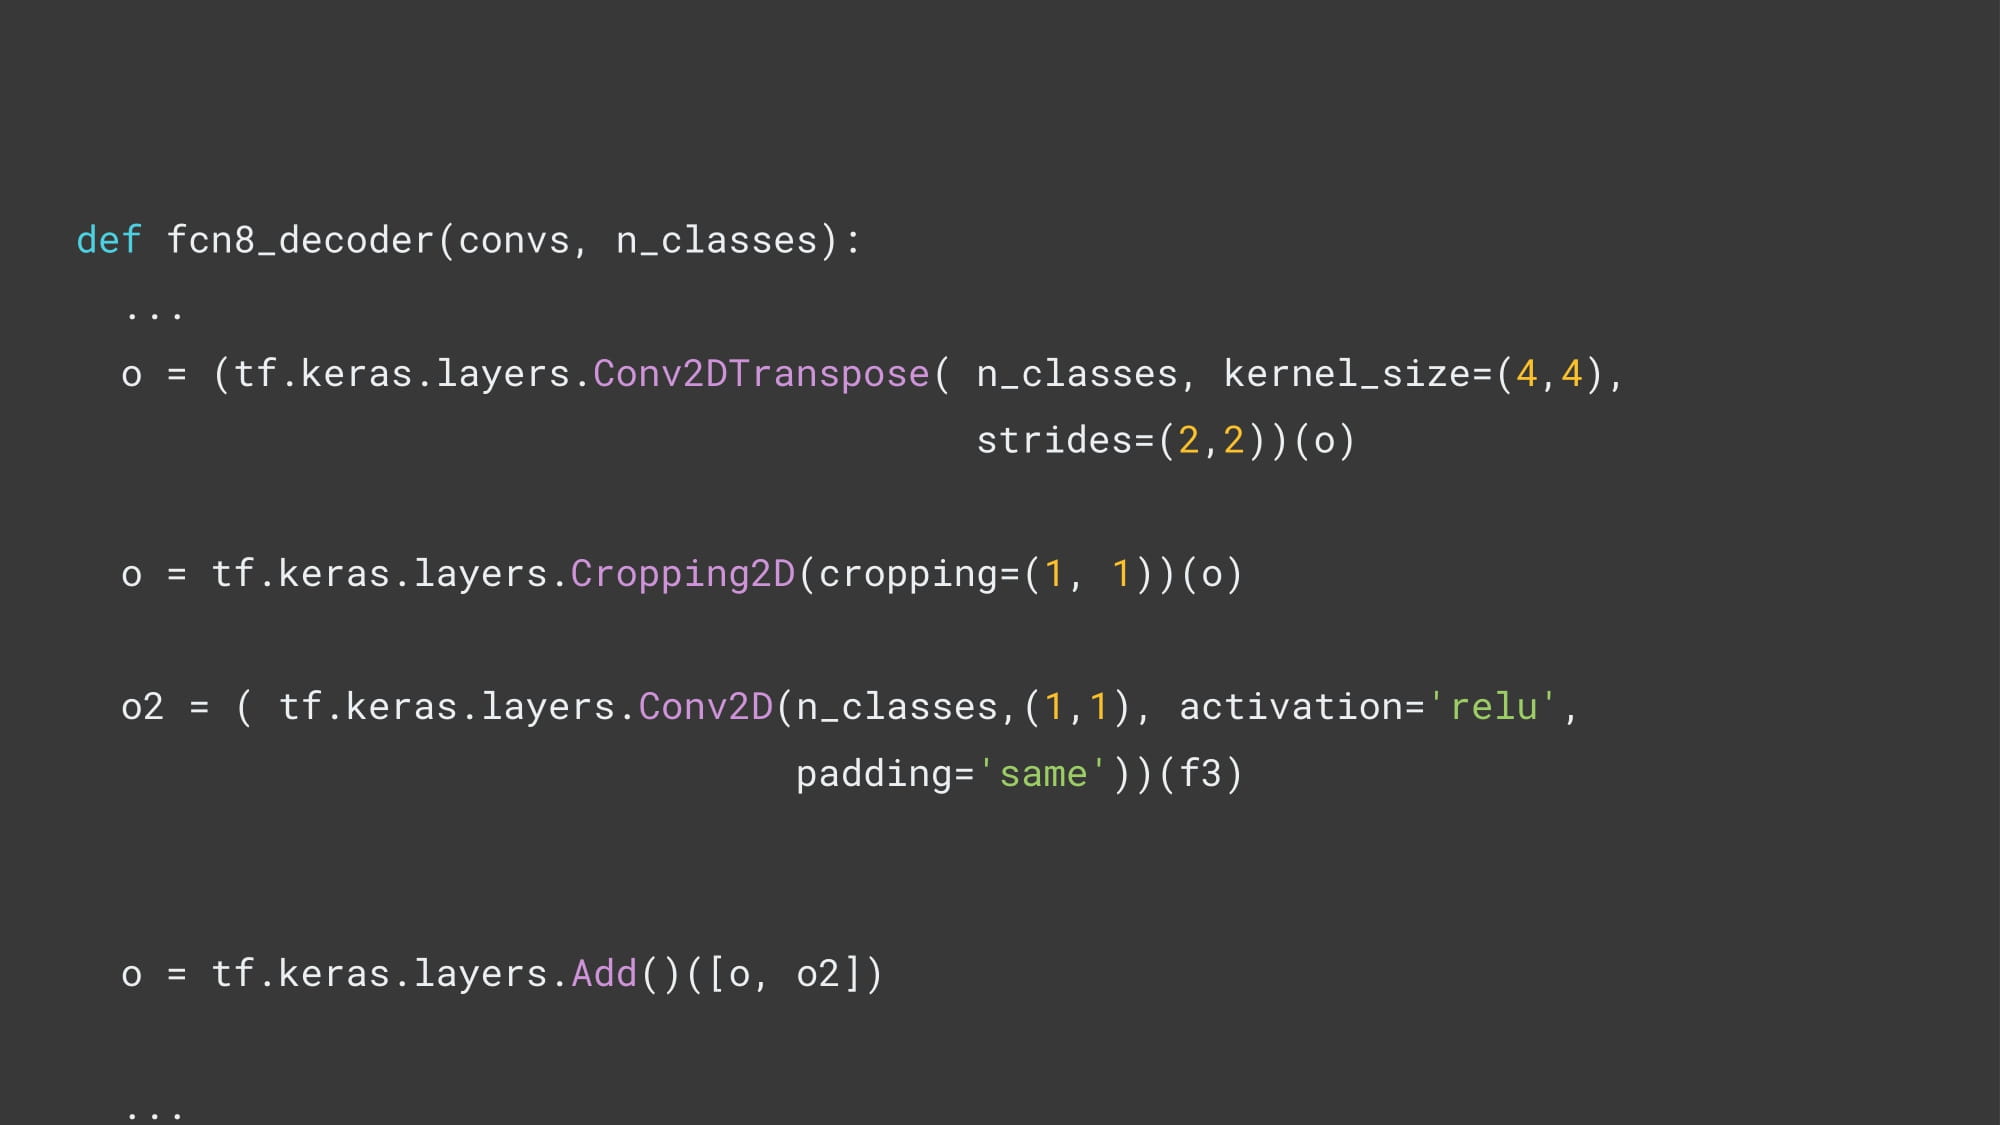 def fcn8_decoder(convs, n_classes):
  ...
  o = (tf.keras.layers.Conv2DTranspose( n_classes, kernel_size=(4,4),
                                        strides=(2,2))(o)
  o = tf.keras.layers.Cropping2D(cropping=(1, 1))(o)
  o2 = ( tf.keras.layers.Conv2D(n_classes,(1,1), activation='relu',
                                padding='same'))(f3)
  o = tf.keras.layers.Add()([o, o2])
  ...